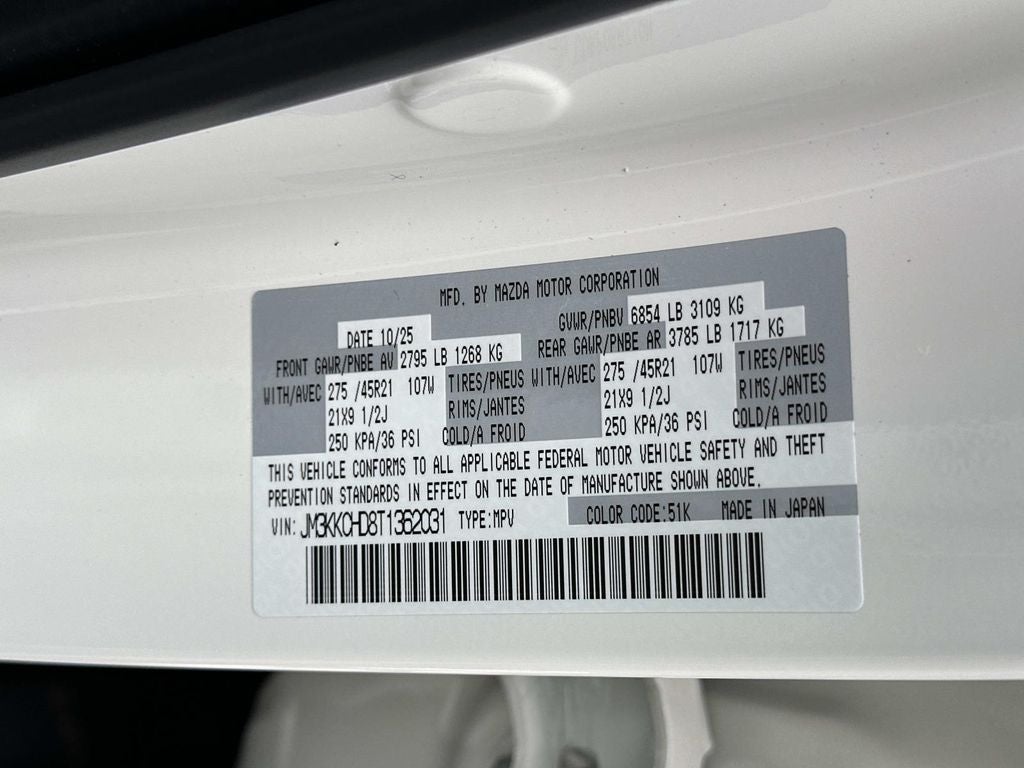 MFD. BY MAZDA MOTOR CORPORATION
DATE 10/25 GVWR/PNBV 6854 LB 3109 KG
FRONT GAWR/PNBE AV 2795 LB 1268 KG REAR GAWR/PNBE AR 3785 LB 1717 KG
WITH/AVEC 275 /45R21 107W TIRES/PNEUS WITH/AVEC 275 /45R21 107W TIRES/PNEUS
21X9 1/2J RIMS/JANTES 21X9 1/2J RIMS/JANTES
250 KPA/36 PSI COLD/A FROID 250 KPA/36 PSI COLD/A FROID
THIS VEHICLE CONFORMS TO ALL APPLICABLE FEDERAL MOTOR VEHICLE SAFETY AND THEFT
PREVENTION STANDARDS IN EFFECT ON THE DATE OF MANUFACTURE SHOWN ABOVE.
VIN: JM3KKCHD8T1362031 TYPE:MPV COLOR CODE:51K MADE IN JAPAN